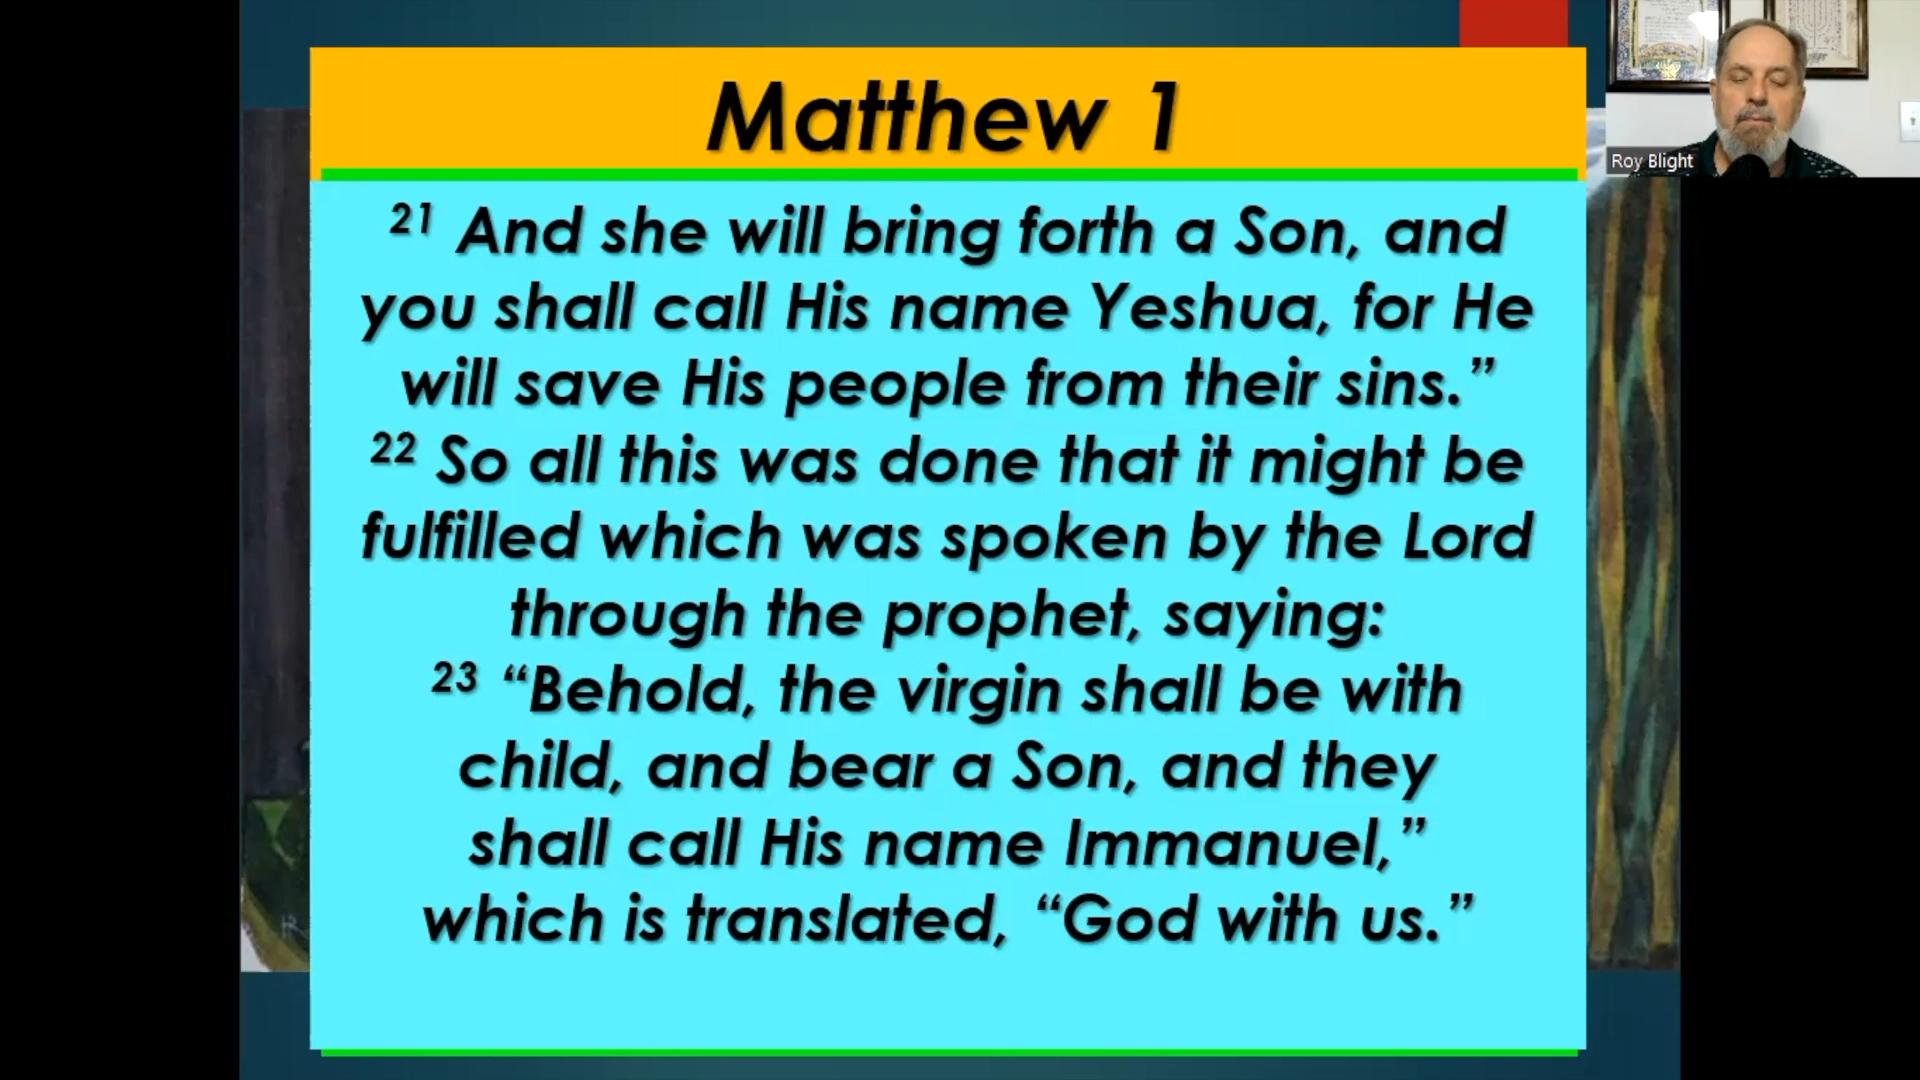 Matthew 1
21 And she will bring forth a Son, and
you shall call His name Yeshua, for He
will save His people from their sins.”
22 So all this was done that it might be
fulfilled which was spoken by the Lord
through the prophet, saying:
23 “Behold, the virgin shall be with
child, and bear a Son, and they
shall call His name Immanuel,”
which is translated, “God with us.”
Roy Blight